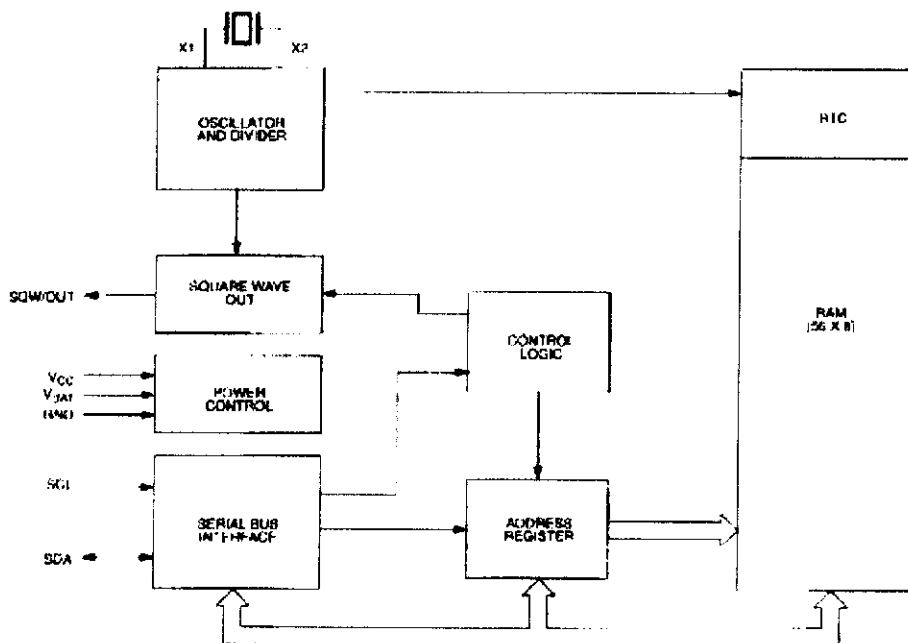 X1
X2
OSCILLATOR
AND DIVIDER
RTC
SQUARE WAVE
OUT
SQW/OUT
CONTROL
LOGIC
RAM
(56 X 8)
VCC
VBAT
GND
POWER
CONTROL
SCL
SDA
SERIAL BUS
INTERFACE
ADDRESS
REGISTER